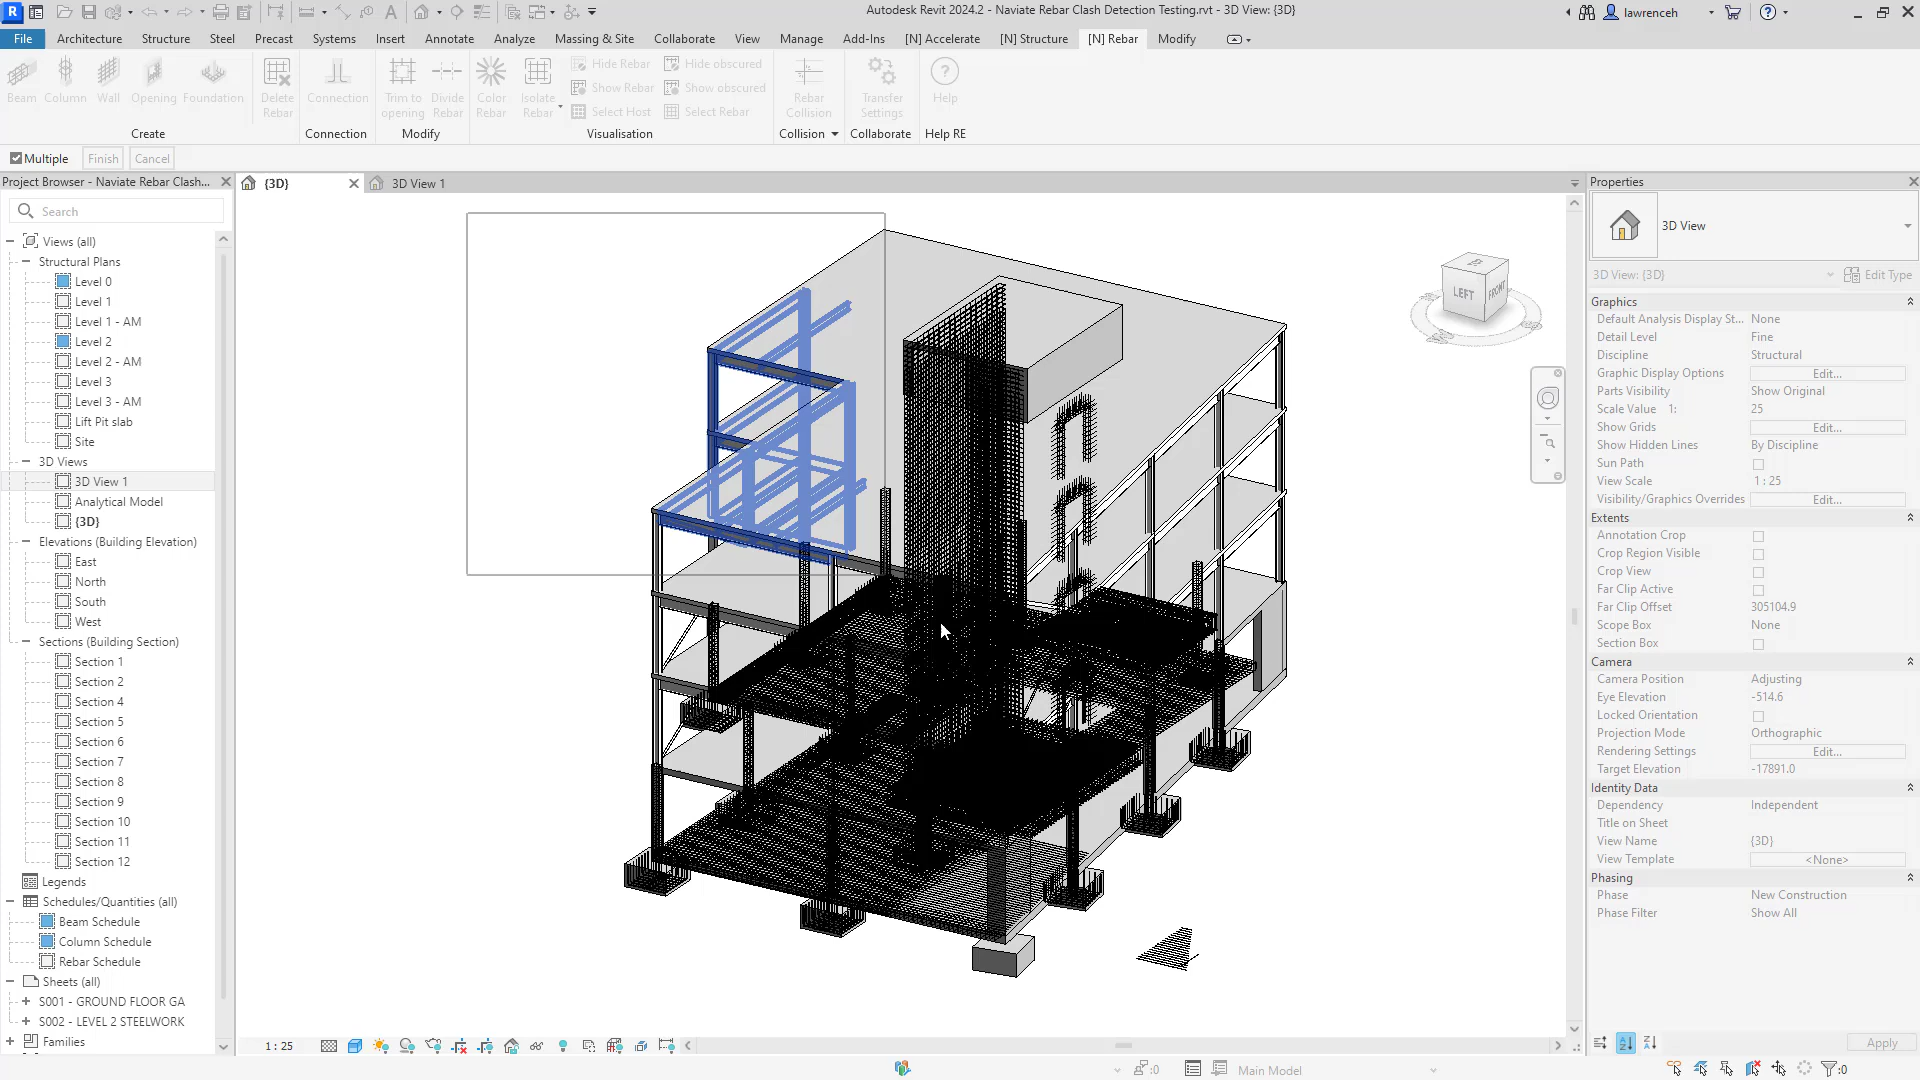 R
Autodesk Revit 2024.2 - Naviate Rebar Clash Detection Testing.rvt - 3D View: {3D}
lawrenceh
File Architecture Structure Steel Precast Systems Insert Annotate Analyze Massing & Site Collaborate View Manage Add-Ins [N] Accelerate [N] Structure [N] Rebar Modify
Beam Column Wall Opening Foundation
Delete Rebar
Connection
Trim to opening
Divide Rebar
Color Rebar
Isolate Rebar
Hide Rebar
Show Rebar
Select Host
Hide obscured
Show obscured
Select Rebar
Rebar Collision
Transfer Settings
Help
Create Connection Modify Visualisation Collision Collaborate Help RE
Multiple Finish Cancel
Project Browser - Naviate Rebar Clash...
{3D}
3D View 1
Search
Views (all)
Structural Plans
Level 0
Level 1
Level 1 - AM
Level 2
Level 2 - AM
Level 3
Level 3 - AM
Lift Pit slab
Site
3D Views
3D View 1
Analytical Model
{3D}
Elevations (Building Elevation)
East
North
South
West
Sections (Building Section)
Section 1
Section 2
Section 4
Section 5
Section 6
Section 7
Section 8
Section 9
Section 10
Section 11
Section 12
Legends
Schedules/Quantities (all)
Beam Schedule
Column Schedule
Rebar Schedule
Sheets (all)
S001 - GROUND FLOOR GA
S002 - LEVEL 2 STEELWORK
Families
LEFT
FRONT
1 : 25
:0
Main Model
Properties
3D View
3D View: {3D} Edit Type
Graphics
Default Analysis Display St... None
Detail Level Fine
Discipline Structural
Graphic Display Options Edit...
Parts Visibility Show Original
Scale Value 1: 25
Show Grids Edit...
Show Hidden Lines By Discipline
Sun Path
View Scale 1 : 25
Visibility/Graphics Overrides Edit...
Extents
Annotation Crop
Crop Region Visible
Crop View
Far Clip Active
Far Clip Offset 305104.9
Scope Box None
Section Box
Camera
Camera Position Adjusting
Eye Elevation -514.6
Locked Orientation
Projection Mode Orthographic
Rendering Settings Edit...
Target Elevation -17891.0
Identity Data
Dependency Independent
Title on Sheet
View Name {3D}
View Template <None>
Phasing
Phase New Construction
Phase Filter Show All
Apply
:0